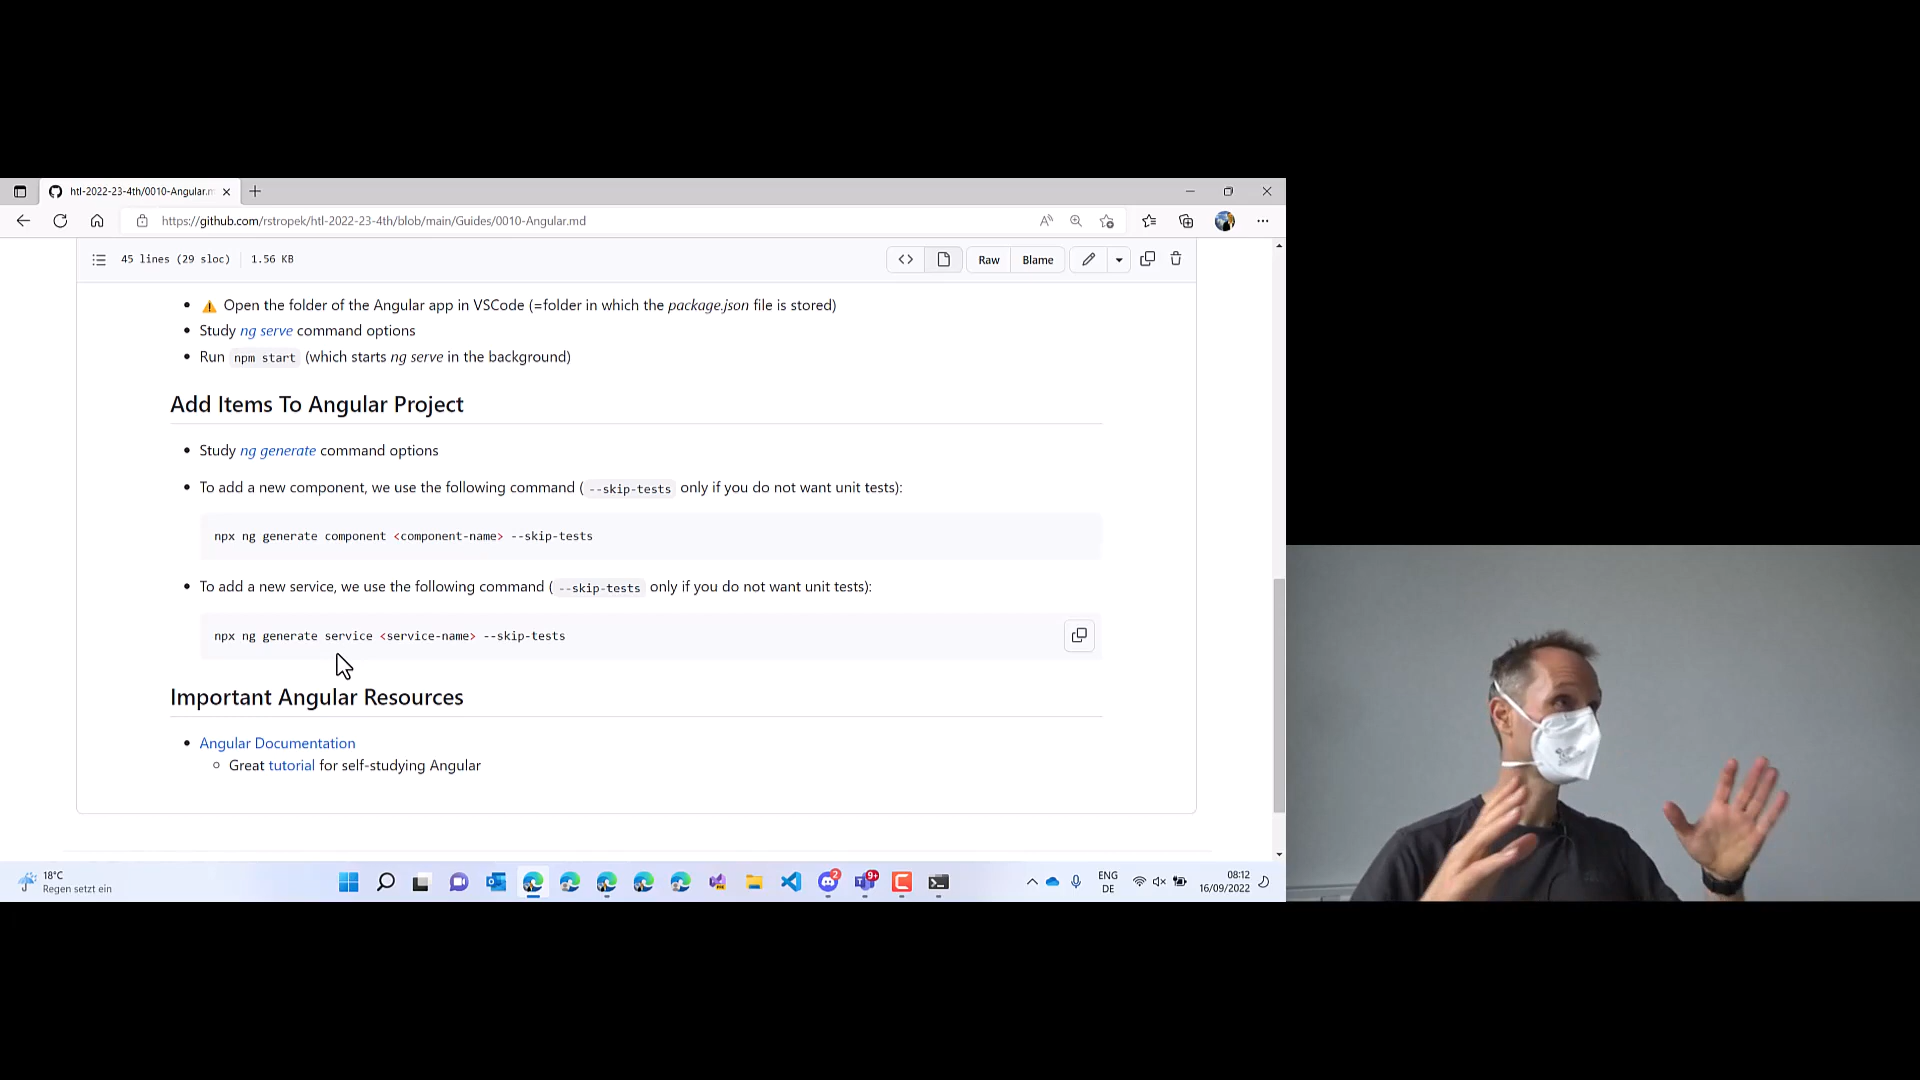 htl-2022-23-4th/0010-Angular.m
https://github.com/rstropek/htl-2022-23-4th/blob/main/Guides/0010-Angular.md
45 lines (29 sloc) 1.56 KB
Raw Blame
Open the folder of the Angular app in VSCode (=folder in which the package.json file is stored)
Study ng serve command options
Run npm start (which starts ng serve in the background)
Add Items To Angular Project
Study ng generate command options
To add a new component, we use the following command ( --skip-tests only if you do not want unit tests):
npx ng generate component <component-name> --skip-tests
To add a new service, we use the following command ( --skip-tests only if you do not want unit tests):
npx ng generate service <service-name> --skip-tests
Important Angular Resources
Angular Documentation
Great tutorial for self-studying Angular
18°C
Regen setzt ein
2
9+
ENG
DE
08:12
16/09/2022